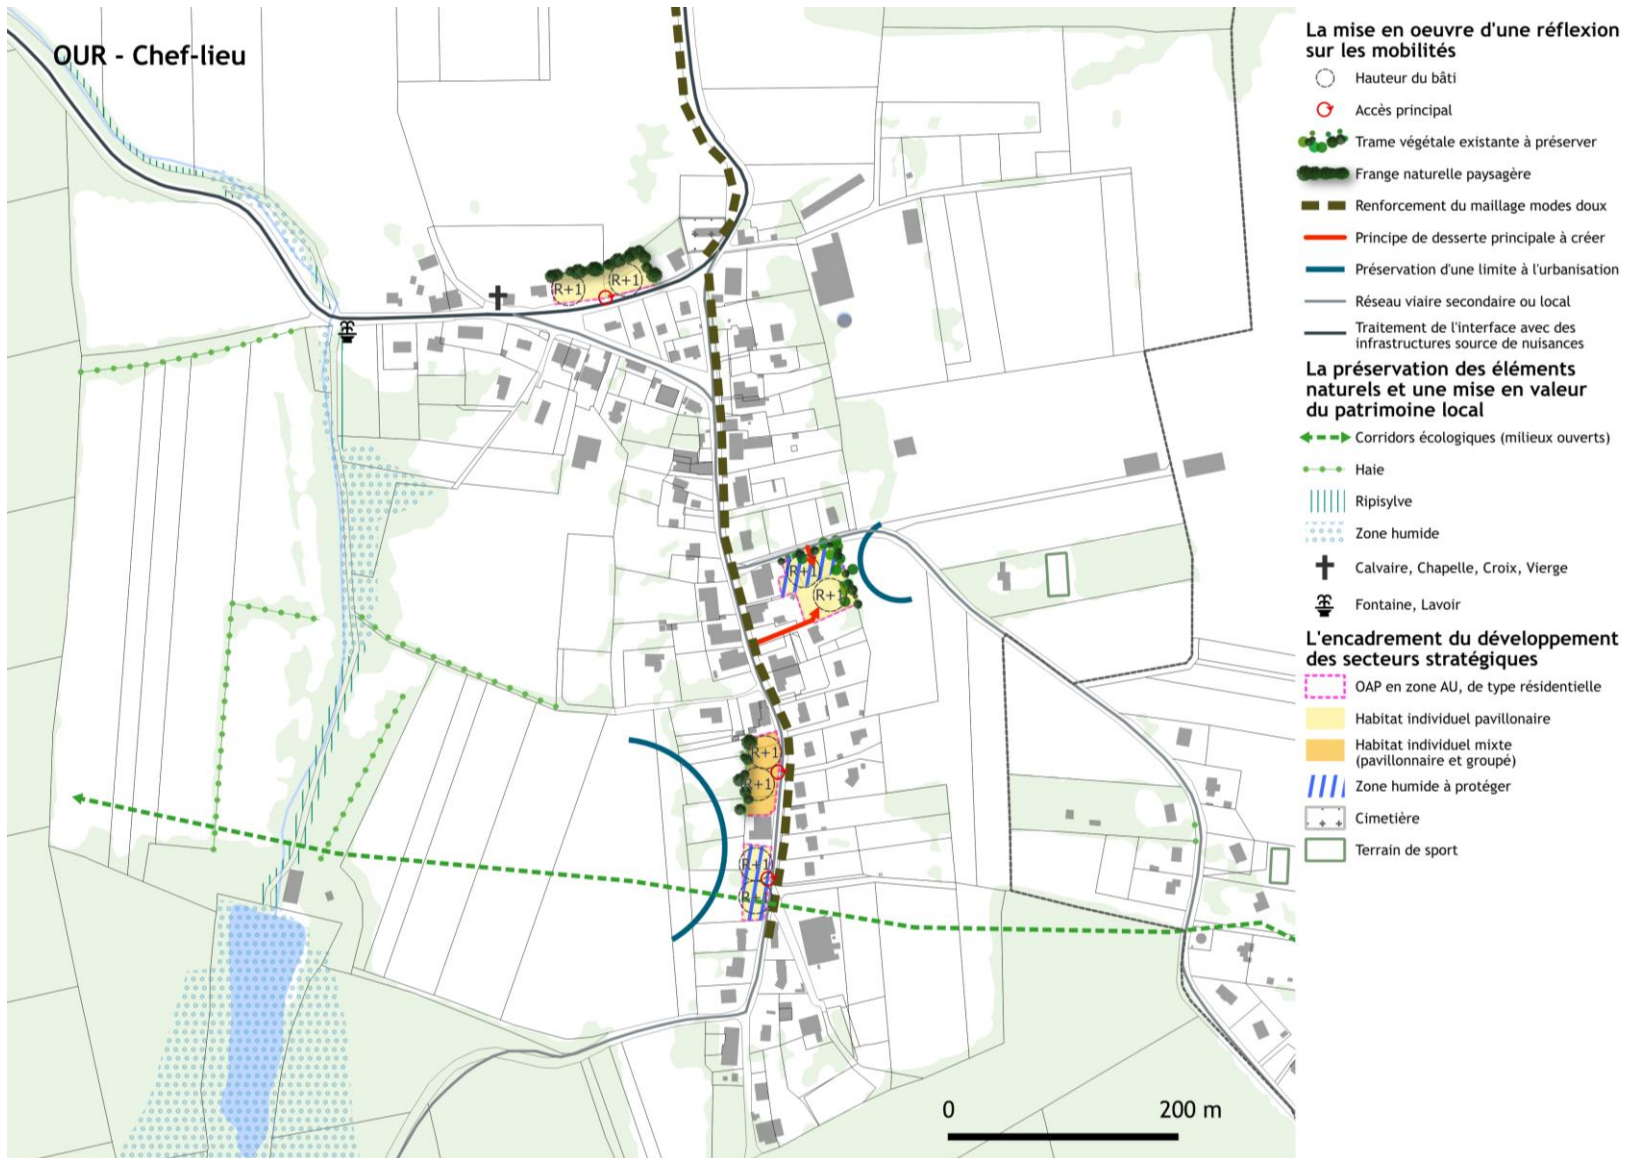 OUR - Chef-lieu
R+1
R+1
R+1
R+1
R+1
R+1
R+1
R+1
0
200 m
La mise en oeuvre d'une réflexion
sur les mobilités
Hauteur du bâti
Accès principal
Trame végétale existante à préserver
Frange naturelle paysagère
Renforcement du maillage modes doux
Principe de desserte principale à créer
Préservation d'une limite à l'urbanisation
Réseau viaire secondaire ou local
Traitement de l'interface avec des
infrastructures source de nuisances
La préservation des éléments
naturels et une mise en valeur
du patrimoine local
Corridors écologiques (milieux ouverts)
Haie
Ripisylve
Zone humide
Calvaire, Chapelle, Croix, Vierge
Fontaine, Lavoir
L'encadrement du développement
des secteurs stratégiques
OAP en zone AU, de type résidentielle
Habitat individuel pavillonaire
Habitat individuel mixte
(pavillonnaire et groupé)
Zone humide à protéger
Cimetière
Terrain de sport